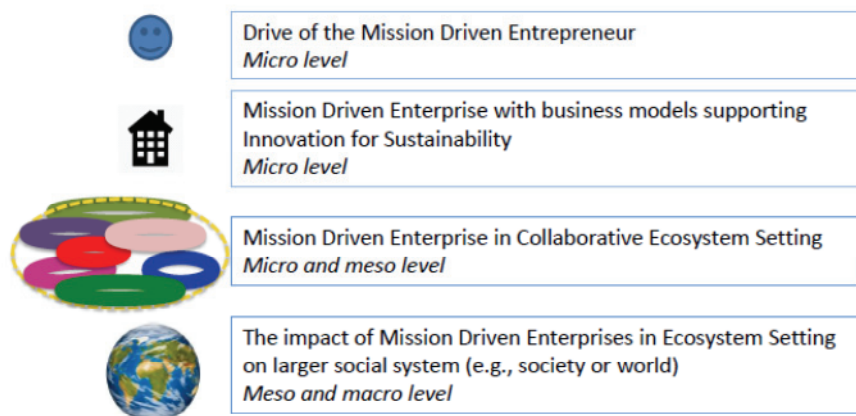 Drive of the Mission Driven Entrepreneur
Micro level
Mission Driven Enterprise with business models supporting
Innovation for Sustainability
Micro level
Mission Driven Enterprise in Collaborative Ecosystem Setting
Micro and meso level
The impact of Mission Driven Enterprises in Ecosystem Setting
on larger social system (e.g., society or world)
Meso and macro level